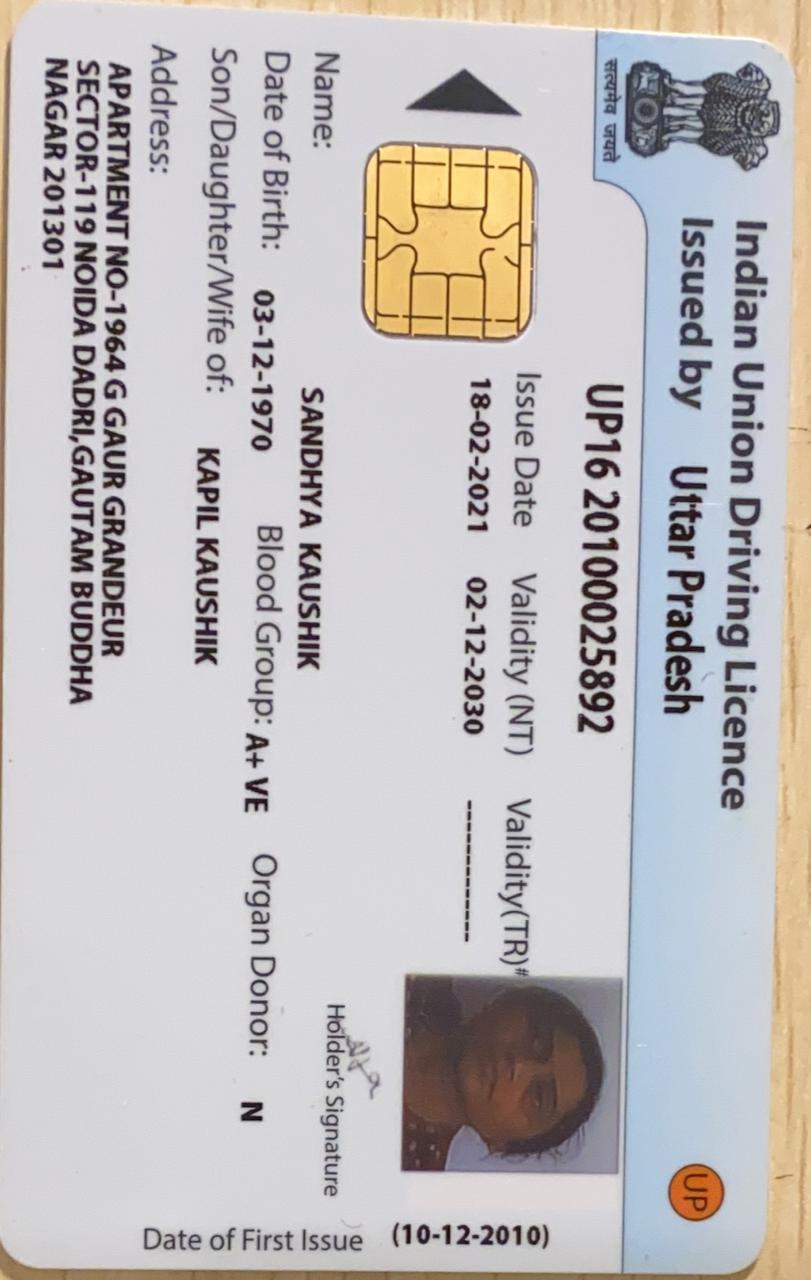 सत्यमेव जयते
Indian Union Driving Licence
Issued by Uttar Pradesh
UP
UP16 20100025892
Issue Date Validity (NT) Validity(TR)#
18-02-2021 02-12-2030 ------------
Name: SANDHYA KAUSHIK
Holder's Signature
Date of Birth: 03-12-1970 Blood Group: A+ VE Organ Donor: N
Son/Daughter/Wife of: KAPIL KAUSHIK
Address:
APARTMENT NO-1964 G GAUR GRANDEUR
SECTOR-119 NOIDA DADRI,GAUTAM BUDDHA
NAGAR 201301
Date of First Issue (10-12-2010)